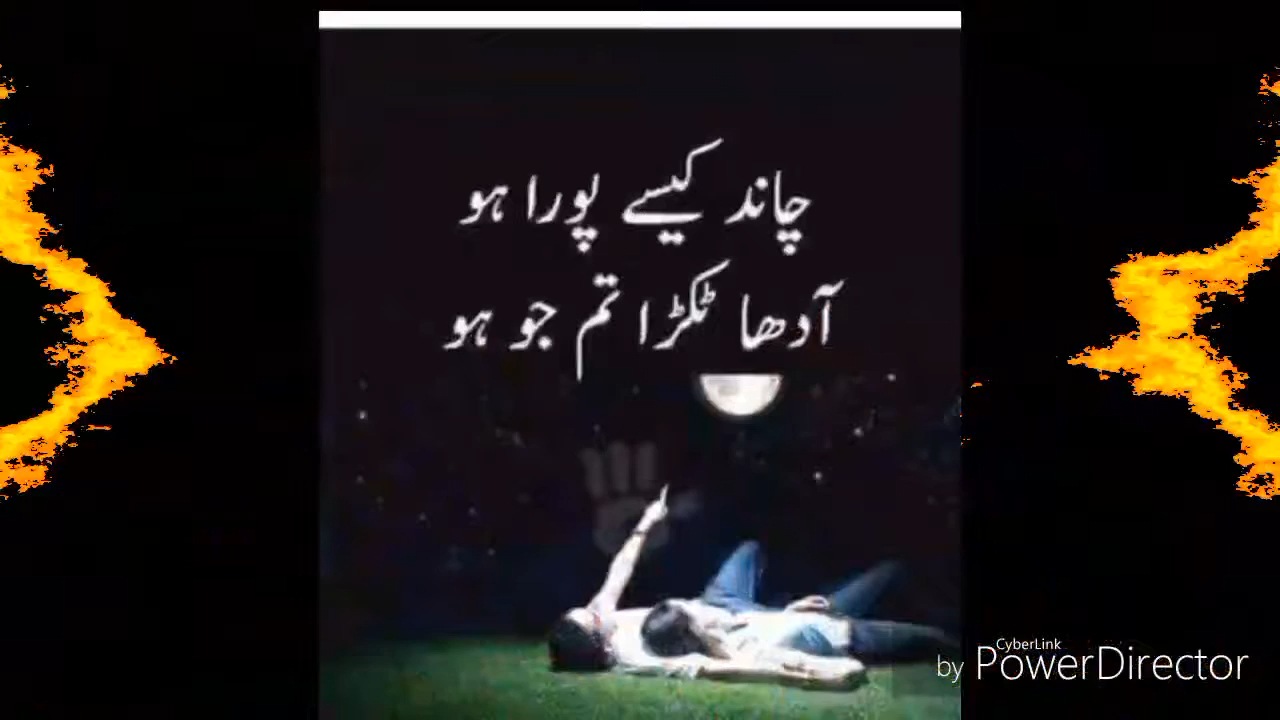 چاند کیسے پورا ہو
آدھا ٹکڑا تم جو ہو
CyberLink
by PowerDirector